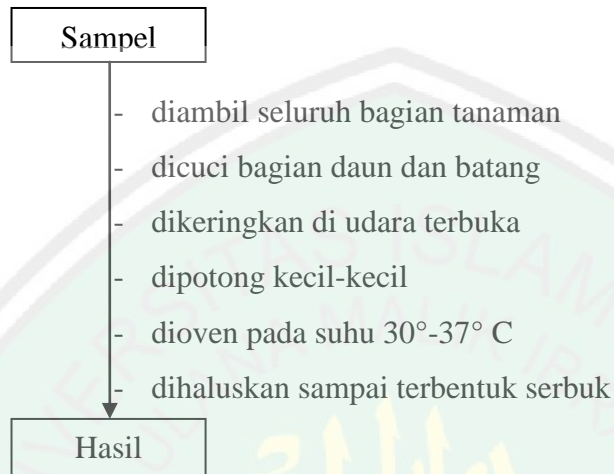 Sampel
- diambil seluruh bagian tanaman
- dicuci bagian daun dan batang
- dikeringkan di udara terbuka
- dipotong kecil-kecil
- dioven pada suhu 30°-37° C
- dihaluskan sampai terbentuk serbuk
Hasil